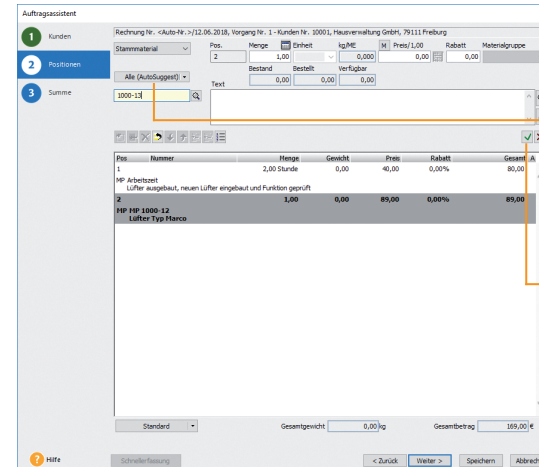 Auftragsassistent
1 Kunden
2 Positionen
3 Summe
Rechnung Nr. <Auto-Nr.>/12.06.2018, Vorgang Nr. 1 - Kunden Nr. 10001, Hausverwaltung GmbH, 79111 Freiburg
Stammmaterial
Pos. Menge Einheit kg/ME M Preis/1,00 Rabatt Materialgruppe
2 1,00 0,000 0,00 0,00
Alle (AutoSuggest)
Bestand Bestellt Verfügbar
0,00 0,00 0,00
Text
1000-13
Pos Nummer Menge Gewicht Preis Rabatt Gesamt A
1 2,00 Stunde 0,00 40,00 0,00% 80,00
MP Arbeitszeit
Lüfter ausgebaut, neuen Lüfter eingebaut und Funktion geprüft
2 1,00 0,00 89,00 0,00% 89,00
MP MP 1000-12
Lüfter Typ Marco
Standard Gesamtgewicht 0,00 kg Gesamtbetrag 169,00 €
? Hilfe
Schnellerfassung < Zurück Weiter > Speichern Abbrech